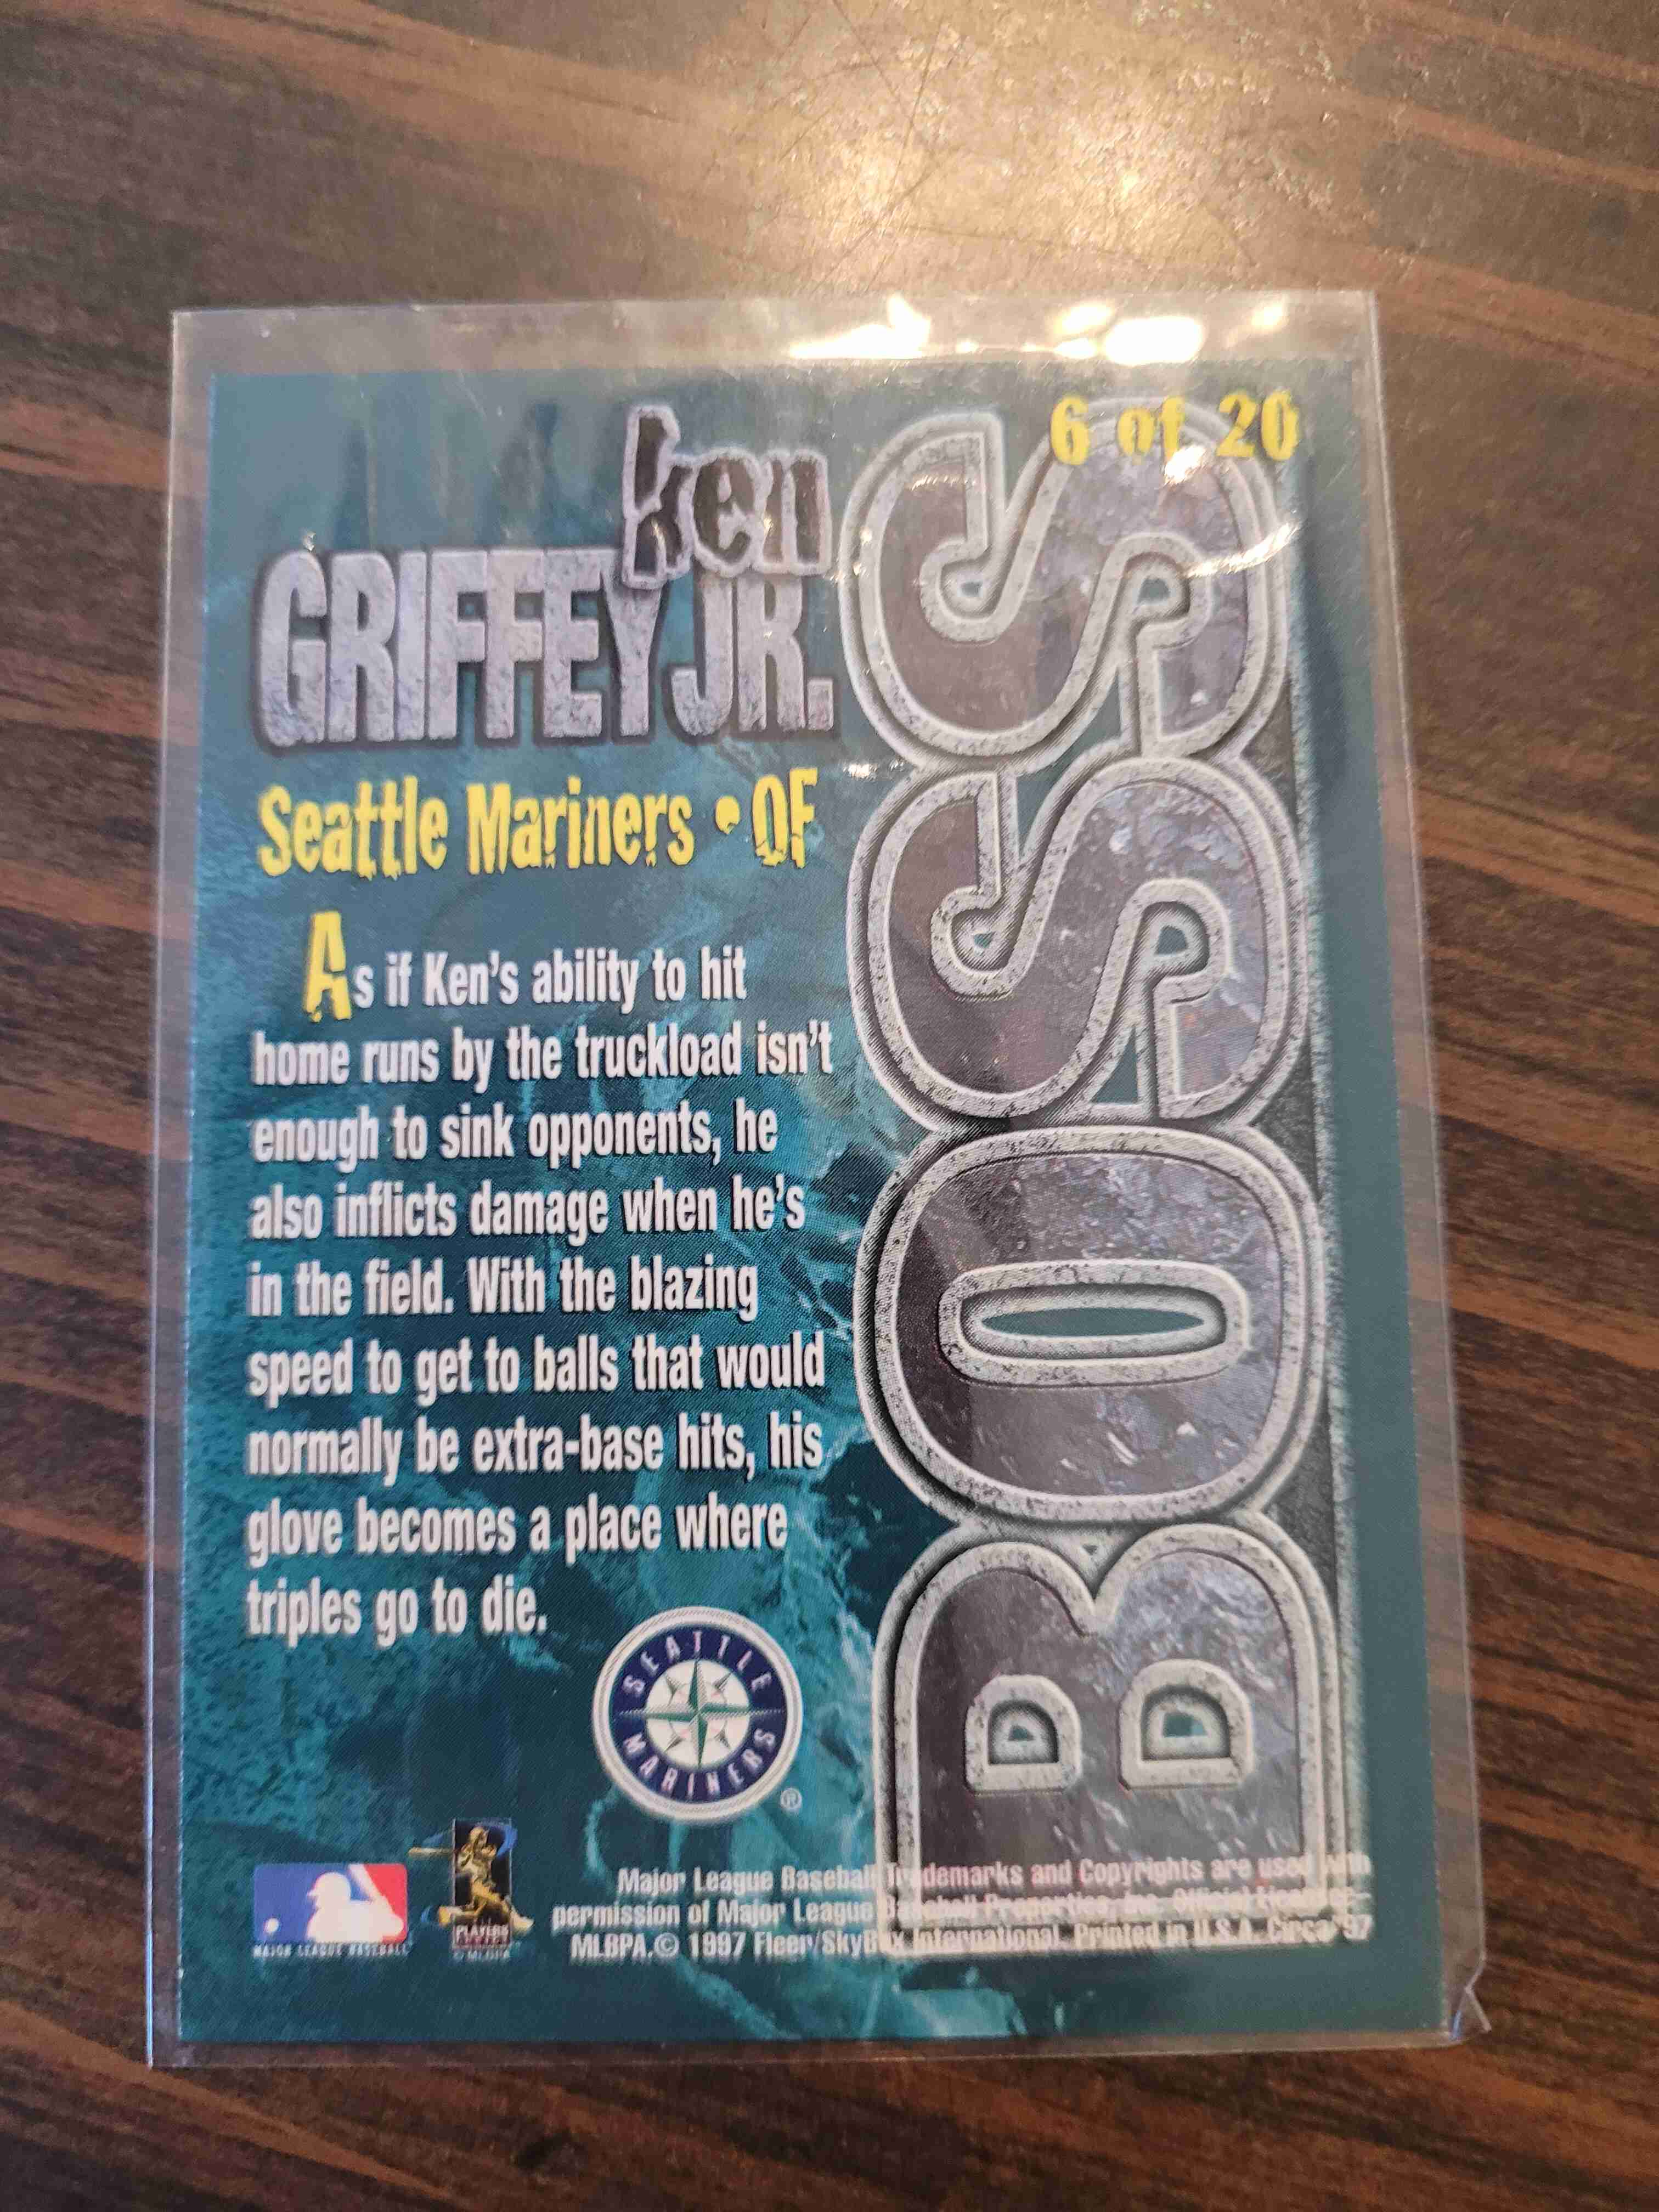 6 of 20
ken
GRIFFEY JR.
Seattle Mariners • OF
As if Ken's ability to hit
home runs by the truckload isn't
enough to sink opponents, he
also inflicts damage when he's
in the field. With the blazing
speed to get to balls that would
normally be extra-base hits, his
glove becomes a place where
triples go to die.
BOSS
SEATTLE
MARINERS
®
MAJOR LEAGUE BASEBALL
PLAYERS
© MLBPA
Major League Baseball Trademarks and Copyrights are used with
permission of Major League Baseball Properties, Inc. Official Licensee-
MLBPA.© 1997 Fleer/SkyBox International. Printed in U.S.A. Circa '97